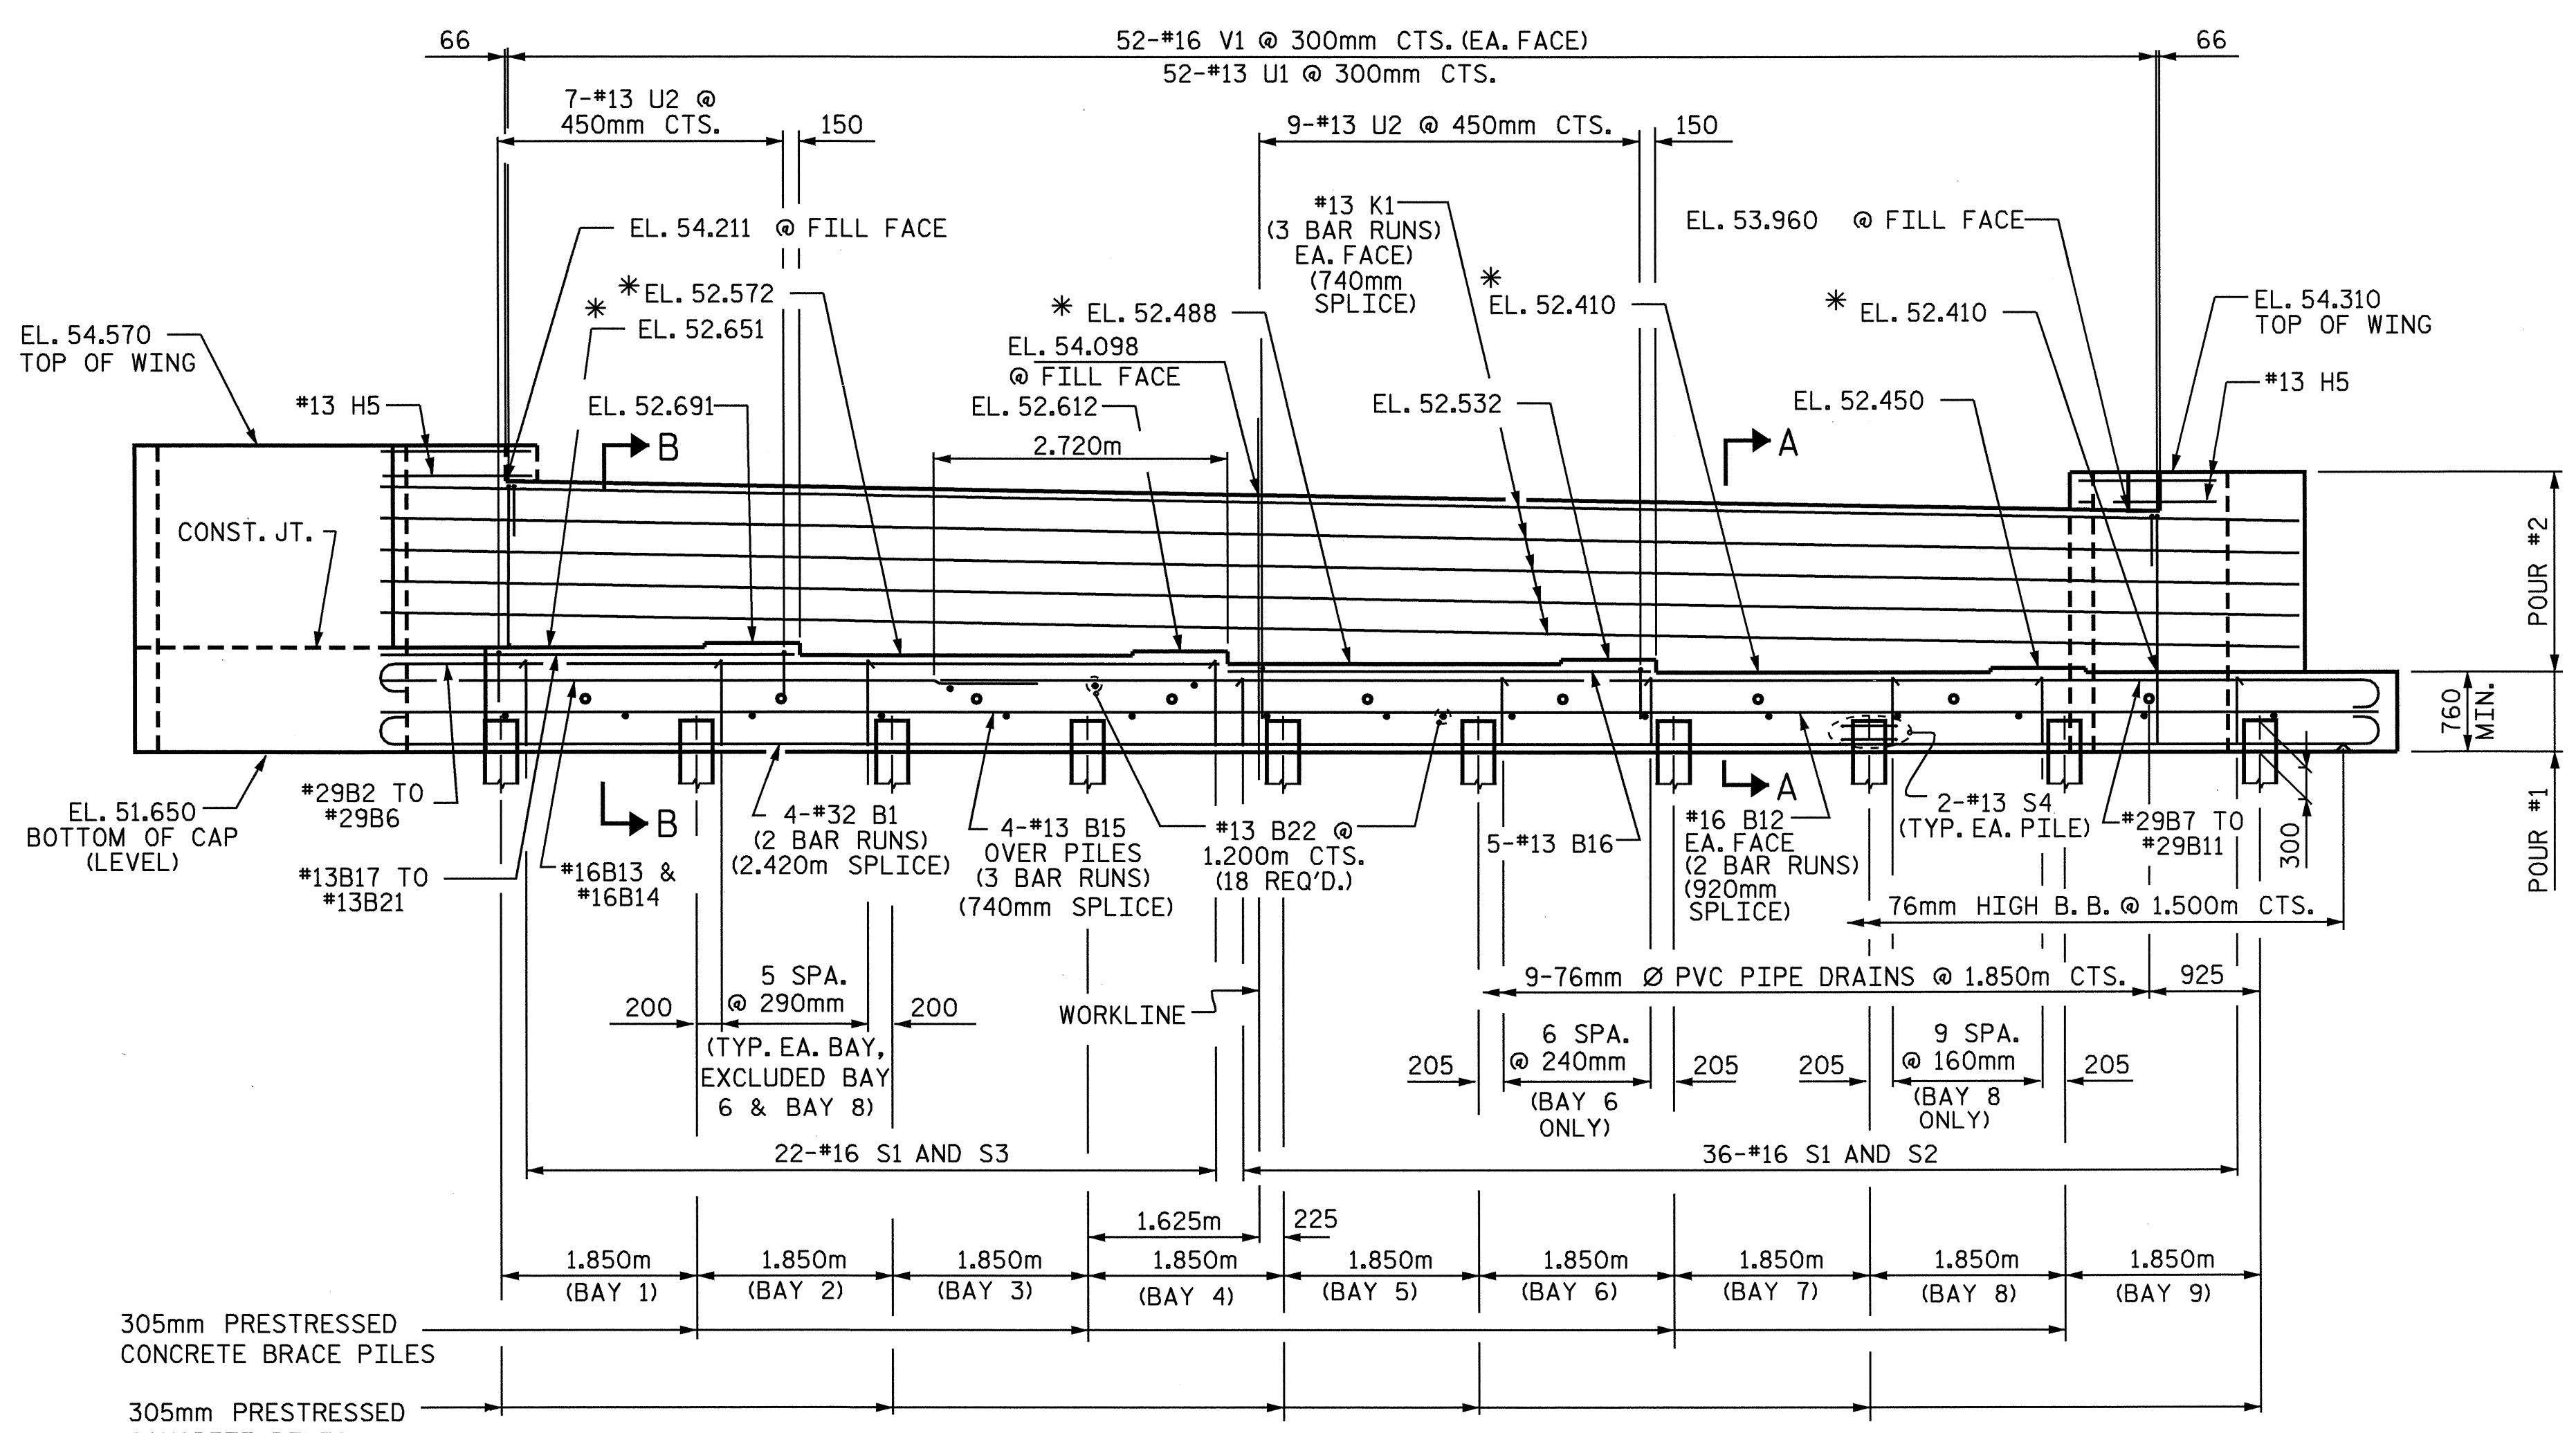 66
52-#16 V1 @ 300mm CTS. (EA. FACE)
66
52-#13 U1 @ 300mm CTS.
7-#13 U2 @
450mm CTS.
150
9-#13 U2 @ 450mm CTS.
150
EL. 54.211 @ FILL FACE
#13 K1
(3 BAR RUNS)
EA. FACE)
(740mm
SPLICE)
EL. 53.960 @ FILL FACE
* EL. 52.572
* EL. 52.651
* EL. 52.488
* EL. 52.410
* EL. 52.410
EL. 54.310
TOP OF WING
EL. 54.570
TOP OF WING
EL. 54.098
@ FILL FACE
#13 H5
EL. 52.691
EL. 52.612
EL. 52.532
EL. 52.450
#13 H5
B
2.720m
A
CONST. JT.
POUR #2
760
MIN.
#29B2 TO
#29B6
EL. 51.650
BOTTOM OF CAP
(LEVEL)
B
4-#32 B1
(2 BAR RUNS)
(2.420m SPLICE)
4-#13 B15
OVER PILES
(3 BAR RUNS)
(740mm SPLICE)
#13 B22 @
1.200m CTS.
(18 REQ'D.)
5-#13 B16
A
#16 B12
EA. FACE
(2 BAR RUNS)
(920mm
SPLICE)
2-#13 S4
(TYP. EA. PILE)
#29B7 TO
#29B11
300
POUR #1
#13B17 TO
#13B21
#16B13 &
#16B14
76mm HIGH B. B. @ 1.500m CTS.
5 SPA.
@ 290mm
200
200
(TYP. EA. BAY,
EXCLUDED BAY
6 & BAY 8)
WORKLINE
9-76mm Ø PVC PIPE DRAINS @ 1.850m CTS.
925
6 SPA.
@ 240mm
205
205
(BAY 6
ONLY)
9 SPA.
@ 160mm
205
205
(BAY 8
ONLY)
22-#16 S1 AND S3
36-#16 S1 AND S2
1.625m
225
1.850m
(BAY 1)
1.850m
(BAY 2)
1.850m
(BAY 3)
1.850m
(BAY 4)
1.850m
(BAY 5)
1.850m
(BAY 6)
1.850m
(BAY 7)
1.850m
(BAY 8)
1.850m
(BAY 9)
305mm PRESTRESSED
CONCRETE BRACE PILES
305mm PRESTRESSED